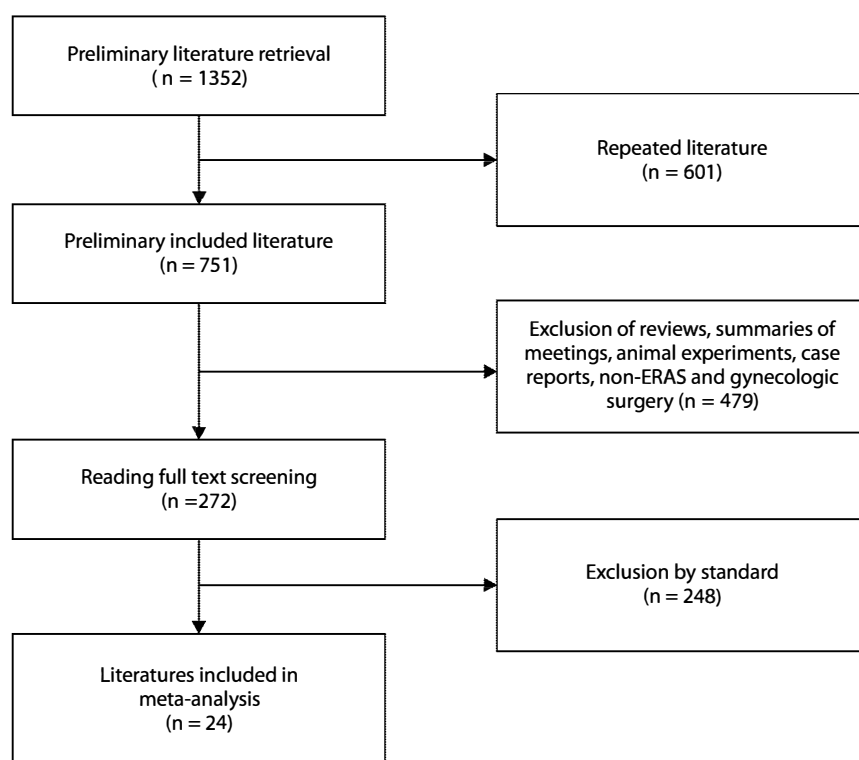 Preliminary literature retrieval
( n = 1352)
Repeated literature
(n = 601)
Preliminary included literature
(n = 751)
Exclusion of reviews, summaries of
meetings, animal experiments, case
reports, non-ERAS and gynecologic
surgery (n = 479)
Reading full text screening
(n =272)
Exclusion by standard
(n = 248)
Literatures included in
meta-analysis
(n = 24)